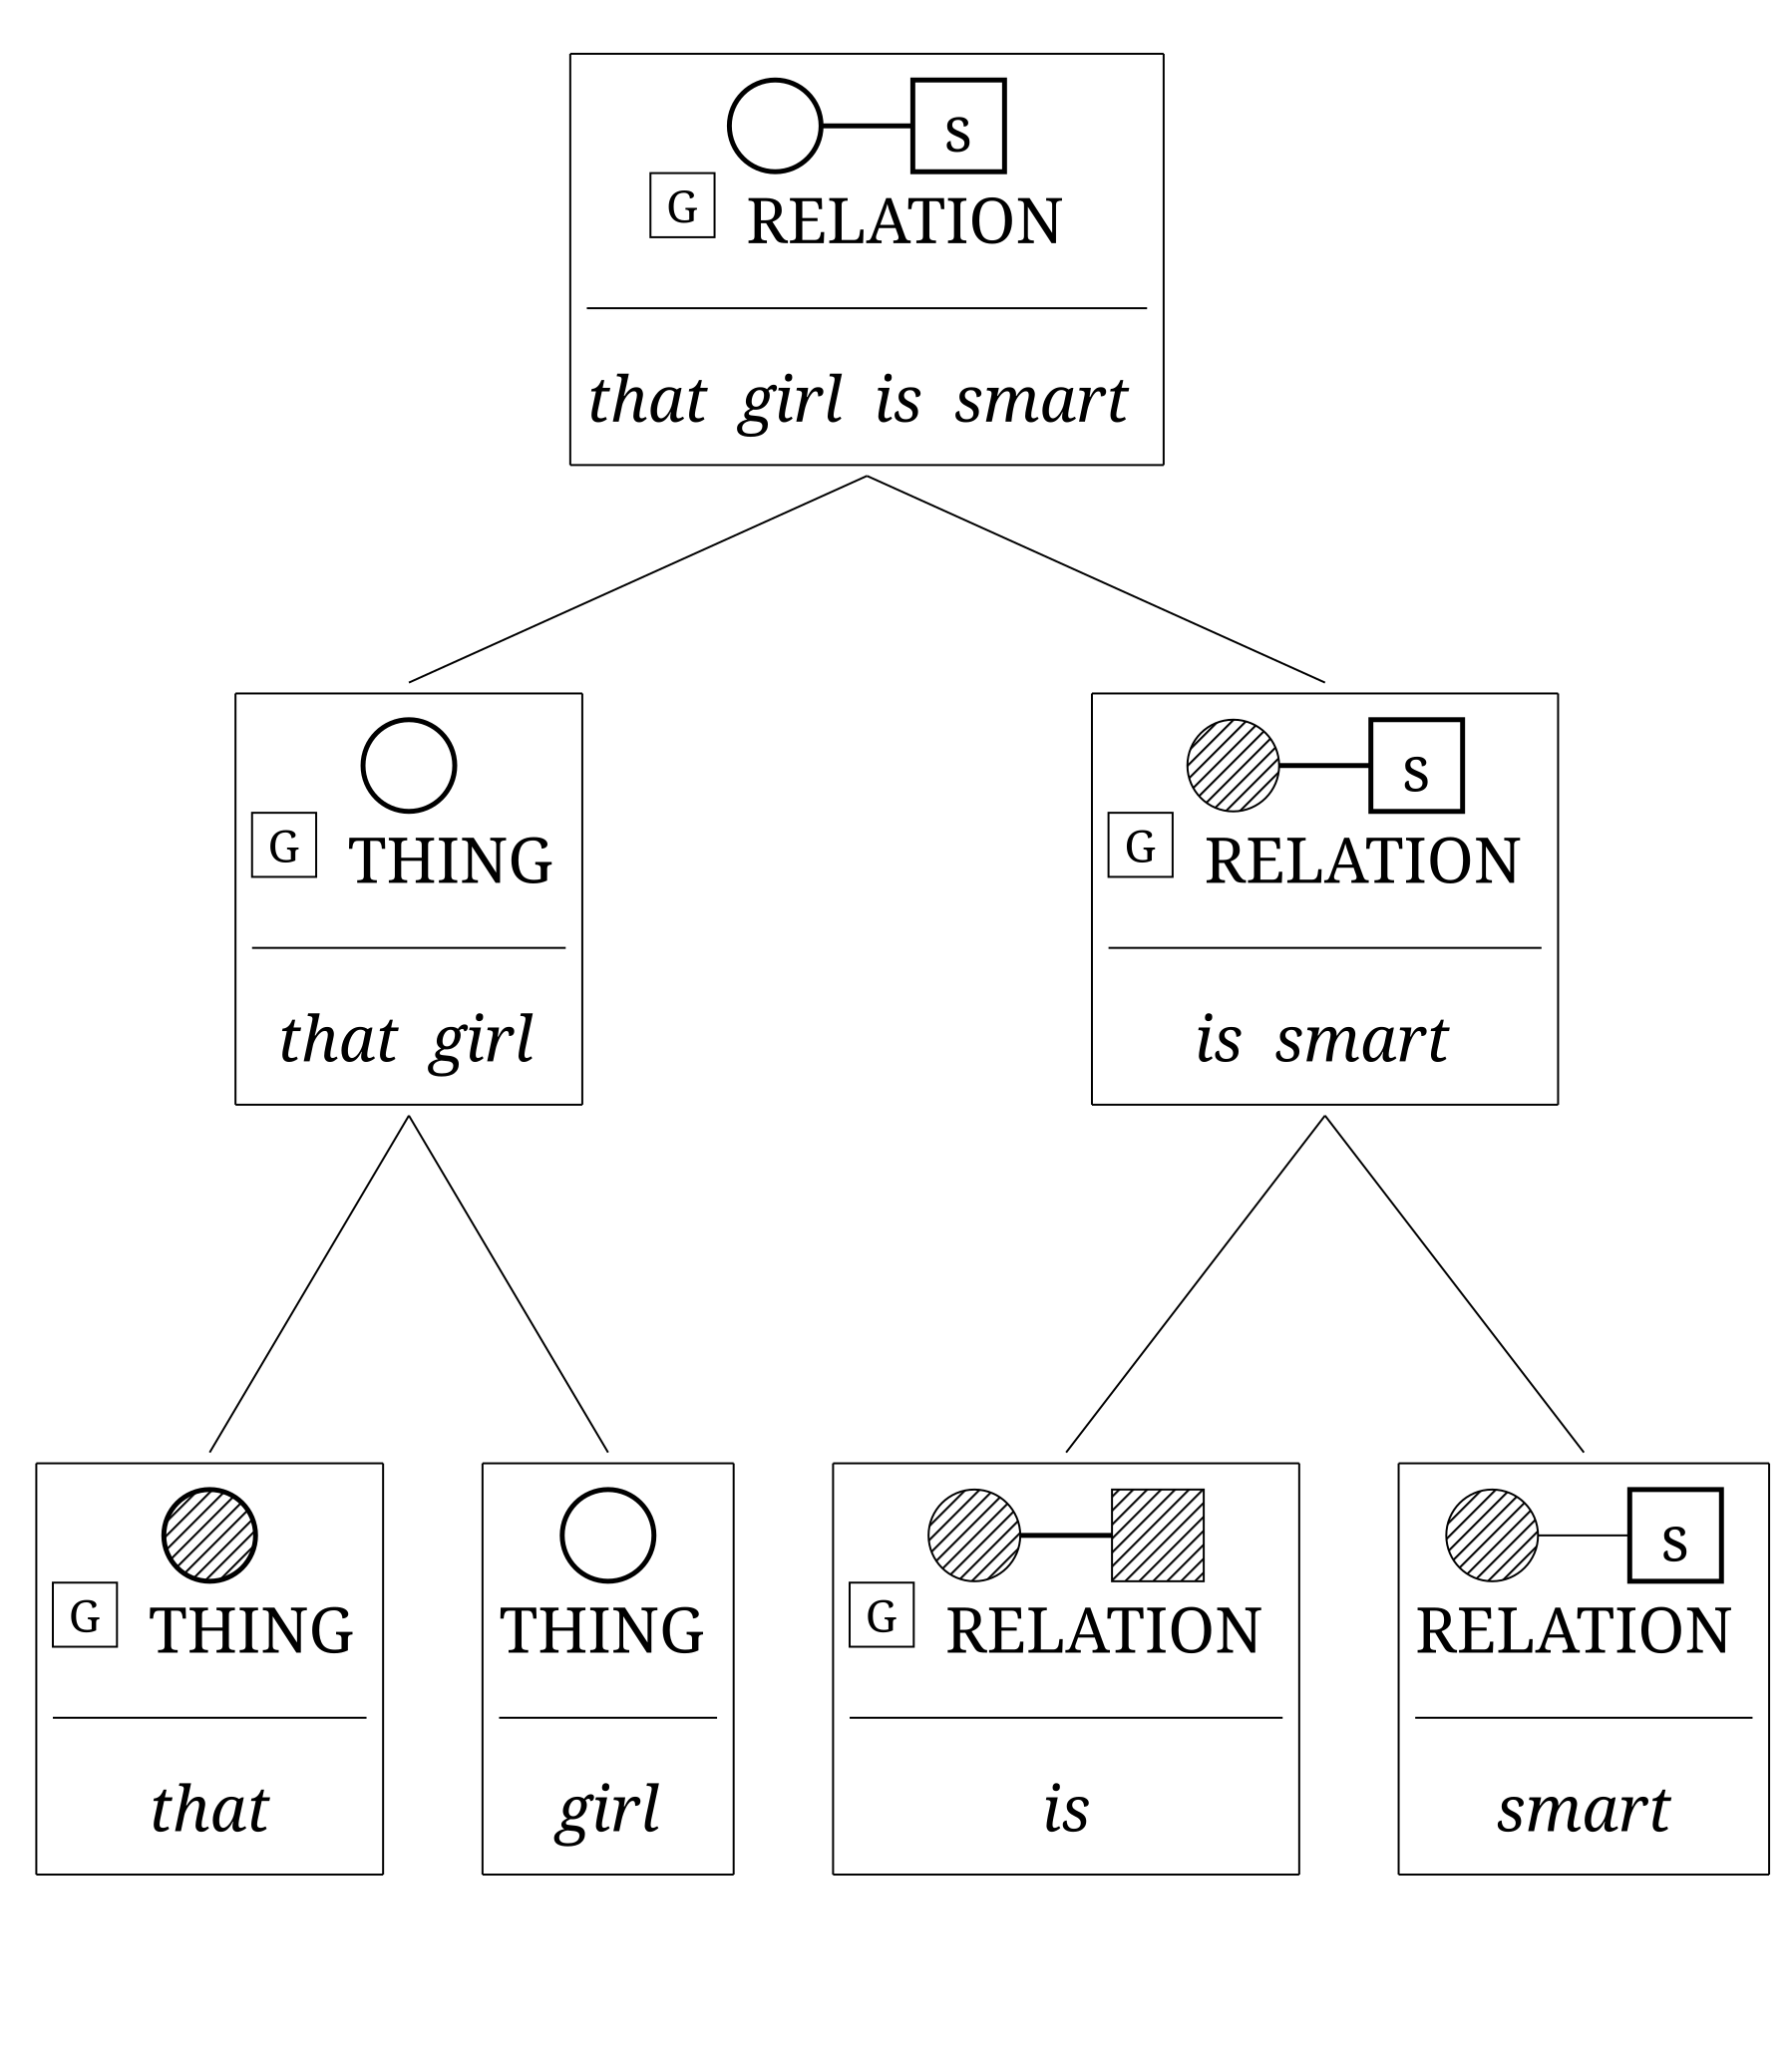 s
G RELATION
that girl is smart
G THING
that girl
s
G RELATION
is smart
G THING
that
THING
girl
G RELATION
is
s
RELATION
smart